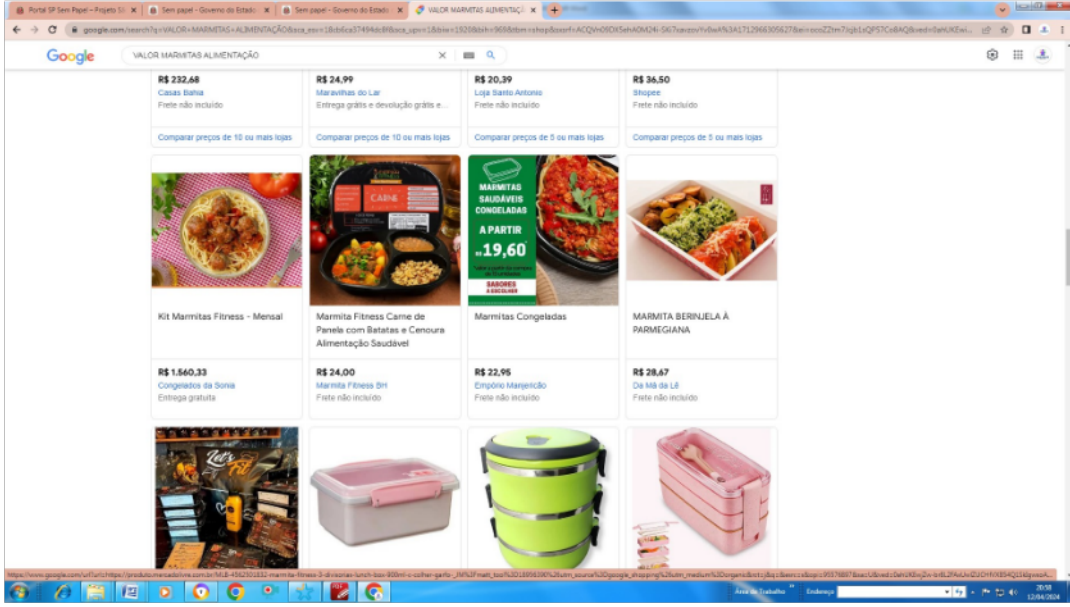 Portal SP Sem Papel - Projeto S
Sem papel - Governo do Estado
Sem papel - Governo do Estado
VALOR MARMITAS ALIMENTAÇÃ
Google
VALOR MARMITAS ALIMENTAÇÃO
R$ 232,68
Casas Bahia
Frete não incluído
Comparar preços de 10 ou mais lojas
R$ 24,99
Maravilhas do Lar
Entrega grátis e devolução grátis e...
Comparar preços de 10 ou mais lojas
R$ 20,39
Loja Santo Antonio
Frete não incluído
Comparar preços de 5 ou mais lojas
R$ 36,50
Shopee
Frete não incluído
Comparar preços de 5 ou mais lojas
Kit Marmitas Fitness - Mensal
R$ 1.560,33
Congelados da Sonia
Entrega gratuita
CARNE
Marmita Fitness Carne de
Panela com Batatas e Cenoura
Alimentação Saudável
R$ 24,00
Marmita Fitness BH
Frete não incluído
MARMITAS
SAUDÁVEIS
CONGELADAS
A PARTIR
R$ 19,60
SABORES
A ESCOLHER
Marmitas Congeladas
R$ 22,95
Empório Manjericão
Frete não incluído
MARMITA BERINJELA À
PARMEGIANA
R$ 28,67
Da Má da Lê
Frete não incluído
Let's
Fit
Área de Trabalho
Endereço
20:58
12/04/2024